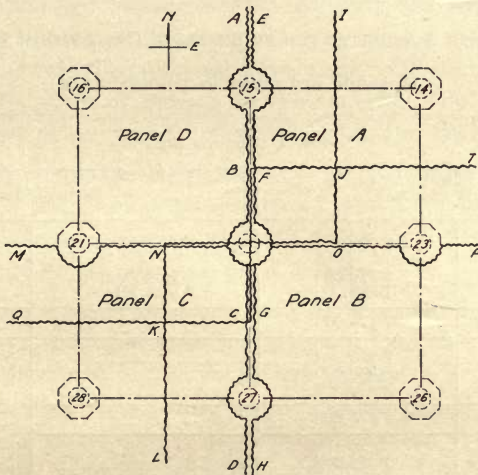 N
A E I
E
16 15 14
Panel D Panel A
B F J T
21 23
M N O P
Panel C Panel B
Q K C G
28 27 26
L D H